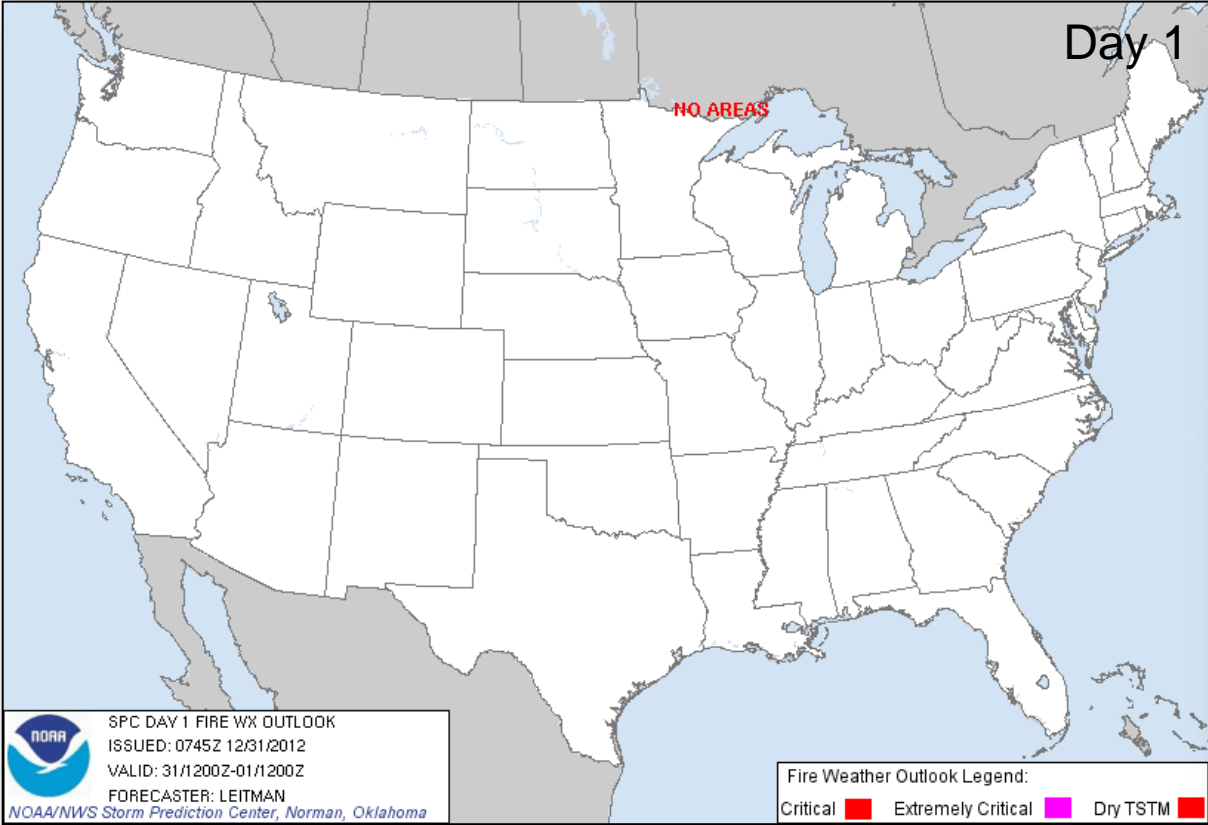 Day 1
NO AREAS
NOAA
SPC DAY 1 FIRE WX OUTLOOK
ISSUED: 0745Z 12/31/2012
VALID: 31/1200Z-01/1200Z
FORECASTER: LEITMAN
NOAA/NWS Storm Prediction Center, Norman, Oklahoma
Fire Weather Outlook Legend:
Critical Extremely Critical Dry TSTM